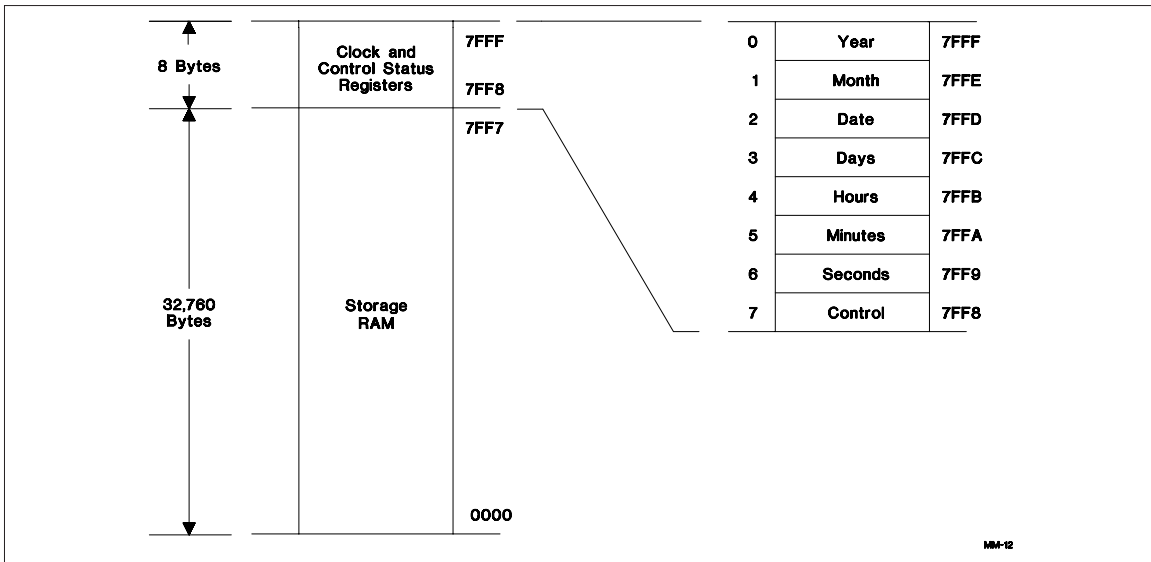 8 Bytes
Clock and
Control Status
Registers
7FFF
7FF8
7FF7
32,760
Bytes
Storage
RAM
0000
0 Year 7FFF
1 Month 7FFE
2 Date 7FFD
3 Days 7FFC
4 Hours 7FFB
5 Minutes 7FFA
6 Seconds 7FF9
7 Control 7FF8
MM-12